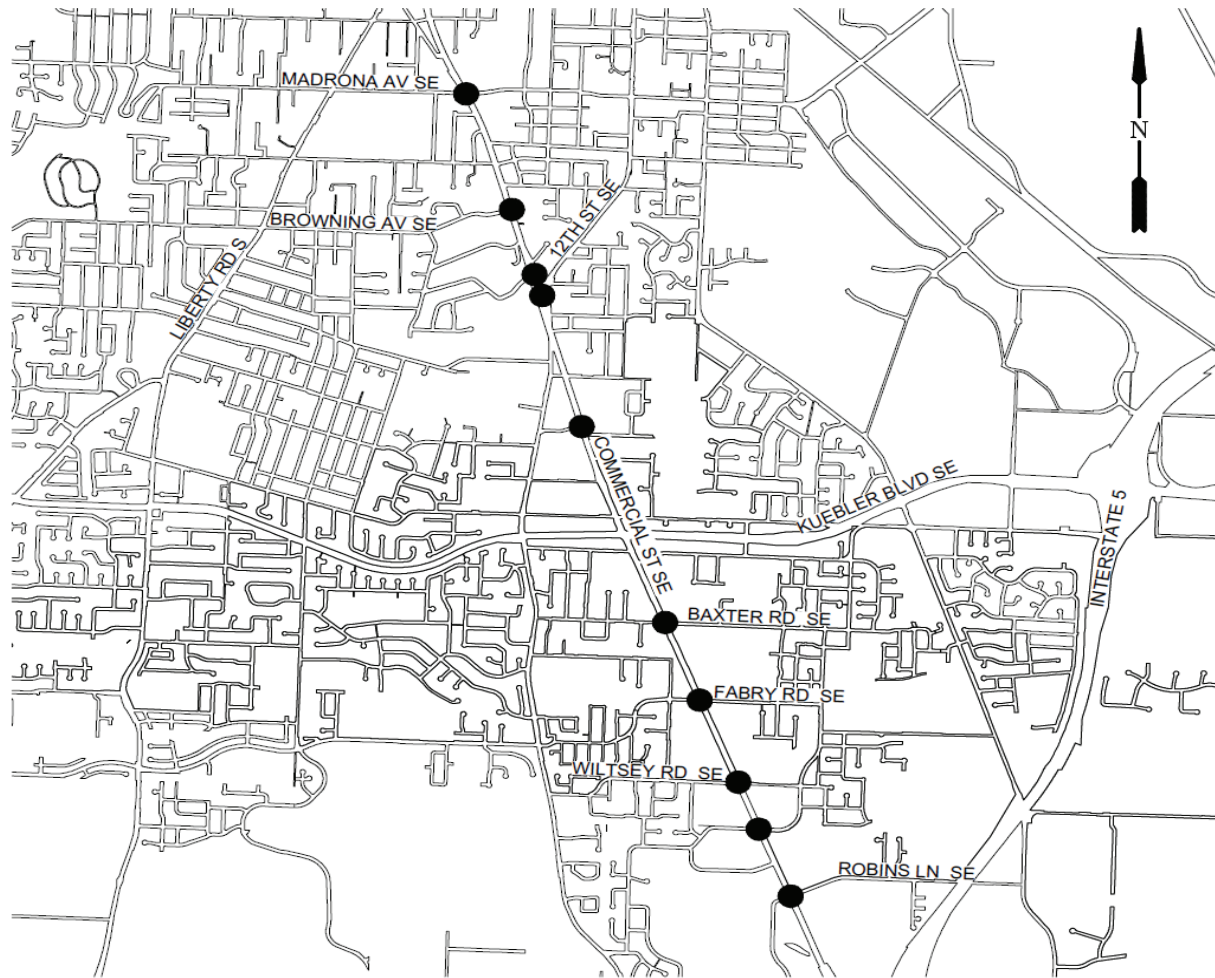 MADRONA AV SE
N
BROWNING AV SE
12TH ST SE
LIBERTY RD S
COMMERCIAL ST SE
KUEBLER BLVD SE
INTERSTATE 5
BAXTER RD SE
FABRY RD SE
WILTSEY RD SE
ROBINS LN SE